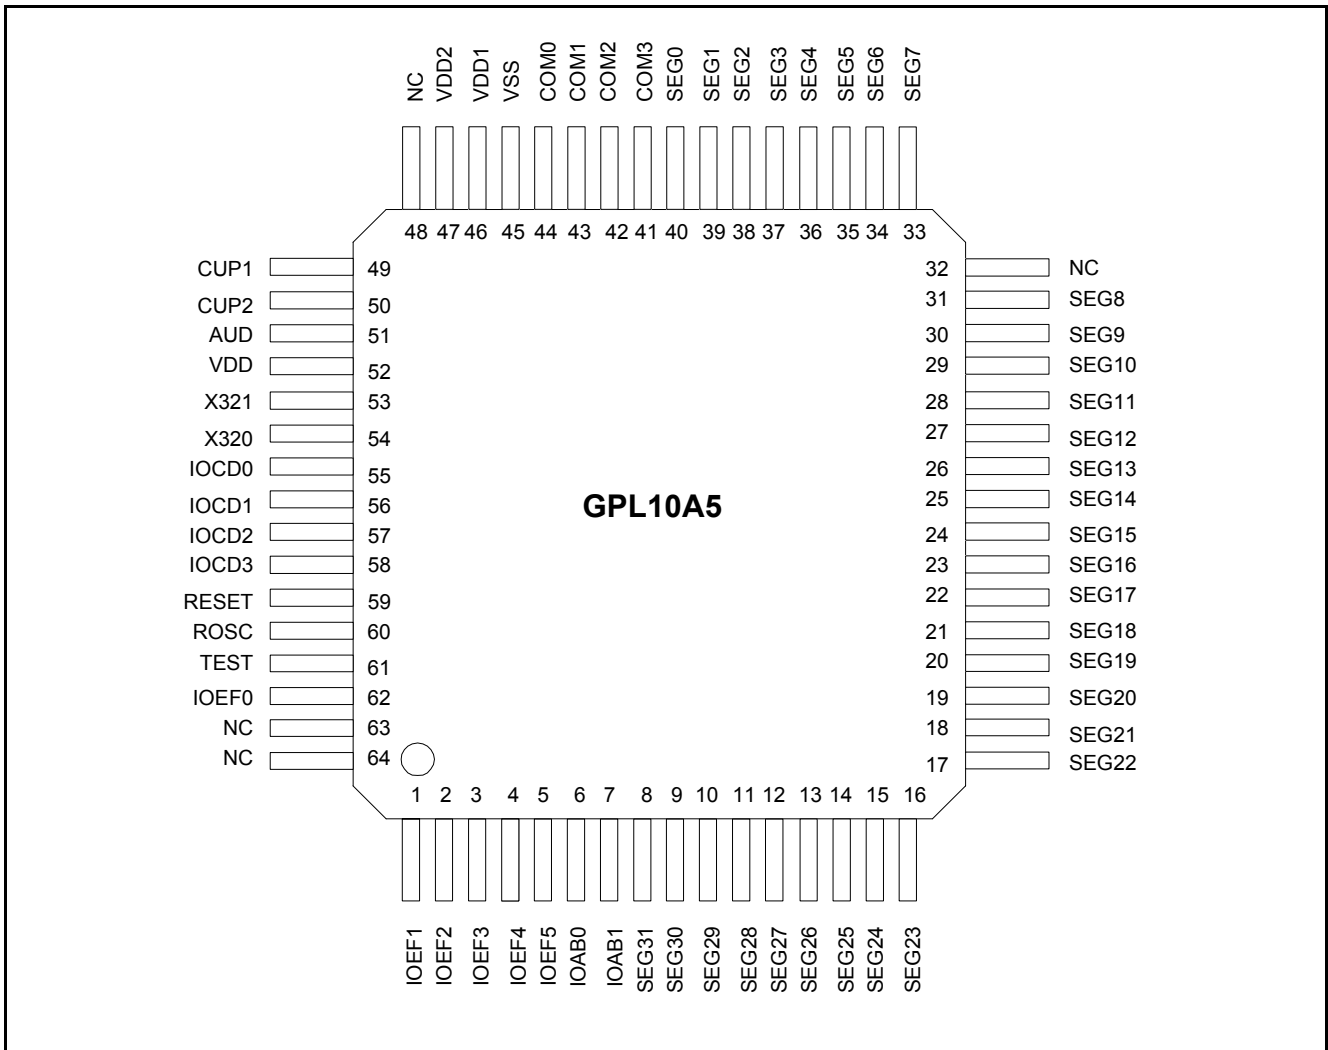 NC VDD2 VDD1 VSS COM0 COM1 COM2 COM3 SEG0 SEG1 SEG2 SEG3 SEG4 SEG5 SEG6 SEG7
48 47 46 45 44 43 42 41 40 39 38 37 36 35 34 33
CUP1 49 32 NC
CUP2 50 31 SEG8
AUD 51 30 SEG9
VDD 52 29 SEG10
X321 53 28 SEG11
X320 54 27 SEG12
IOCD0 55 26 SEG13
IOCD1 56 25 SEG14
GPL10A5
IOCD2 57 24 SEG15
IOCD3 58 23 SEG16
RESET 59 22 SEG17
ROSC 60 21 SEG18
TEST 61 20 SEG19
IOEF0 62 19 SEG20
NC 63 18 SEG21
NC 64 17 SEG22
1 2 3 4 5 6 7 8 9 10 11 12 13 14 15 16
IOEF1 IOEF2 IOEF3 IOEF4 IOEF5 IOAB0 IOAB1 SEG31 SEG30 SEG29 SEG28 SEG27 SEG26 SEG25 SEG24 SEG23